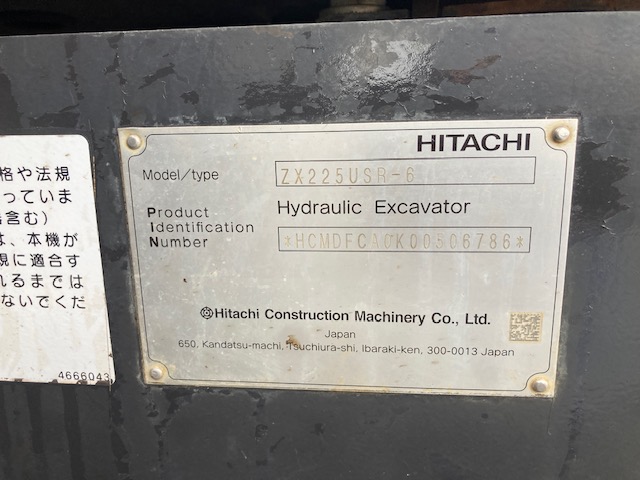 格や法規
っていま
含む）
は、本機が
規に適合す
れるまでは
ないでくだ
4666043
HITACHI
Model/type ZX225USR-6
Product Identification Number
Hydraulic Excavator
*HCMDFCA0K00506786*
Hitachi Construction Machinery Co., Ltd.
Japan
650, Kandatsu-machi, Tsuchiura-shi, Ibaraki-ken, 300-0013 Japan